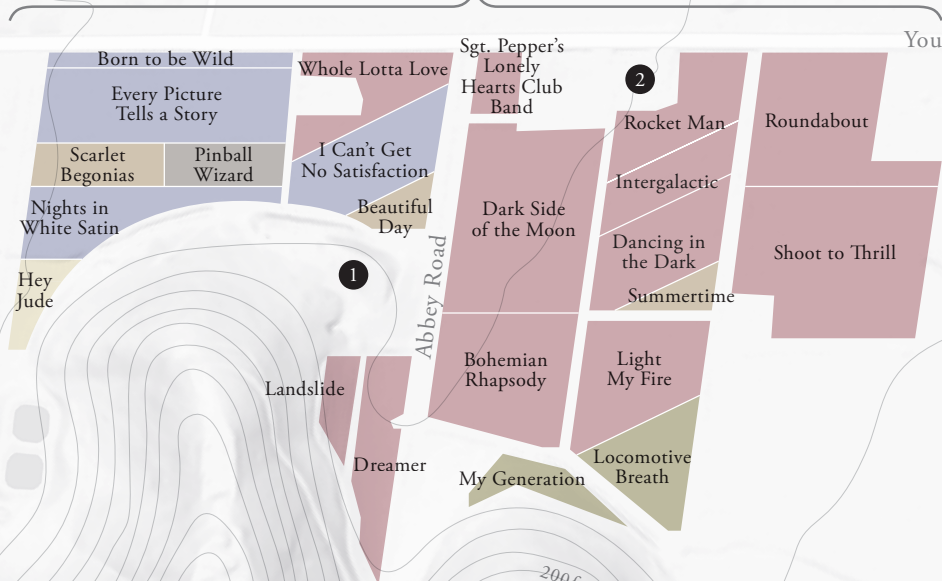 You
Born to be Wild
Every Picture
Tells a Story
Scarlet
Begonias
Pinball
Wizard
Nights in
White Satin
Hey
Jude
Whole Lotta Love
I Can't Get
No Satisfaction
Beautiful
Day
1
Abbey Road
Sgt. Pepper's
Lonely
Hearts Club
Band
2
Dark Side
of the Moon
Bohemian
Rhapsody
Rocket Man
Intergalactic
Dancing in
the Dark
Summertime
Light
My Fire
Locomotive
Breath
Roundabout
Shoot to Thrill
Landslide
Dreamer
My Generation